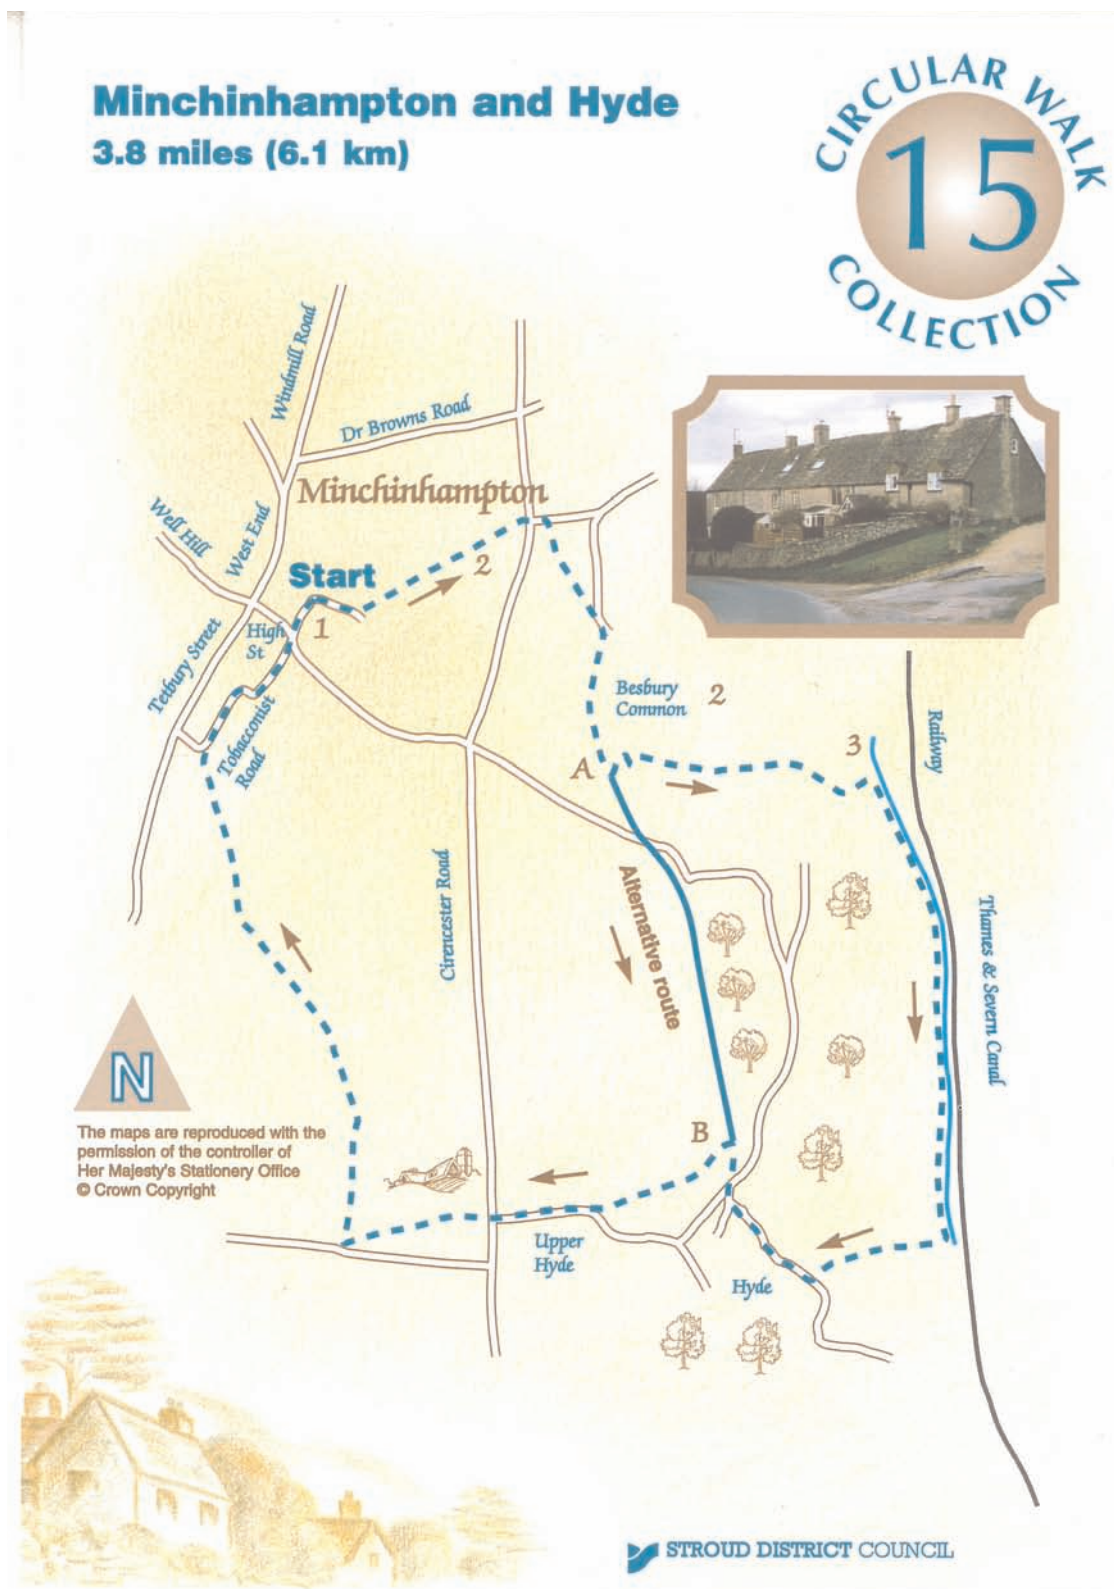 Minchinhampton and Hyde
3.8 miles (6.1 km)
CIRCULAR WALK
15
COLLECTION
Windmill Road
Dr Browns Road
Minchinhampton
Well Hill
West End
Start
2
1
High
St
Tetbury Street
Tobacconist
Road
Besbury
Common
2
A
3
Railway
Cirencester Road
Alternative route
Thames & Severn Canal
N
The maps are reproduced with the
permission of the controller of
Her Majesty's Stationery Office
© Crown Copyright
B
Upper
Hyde
Hyde
STROUD DISTRICT COUNCIL